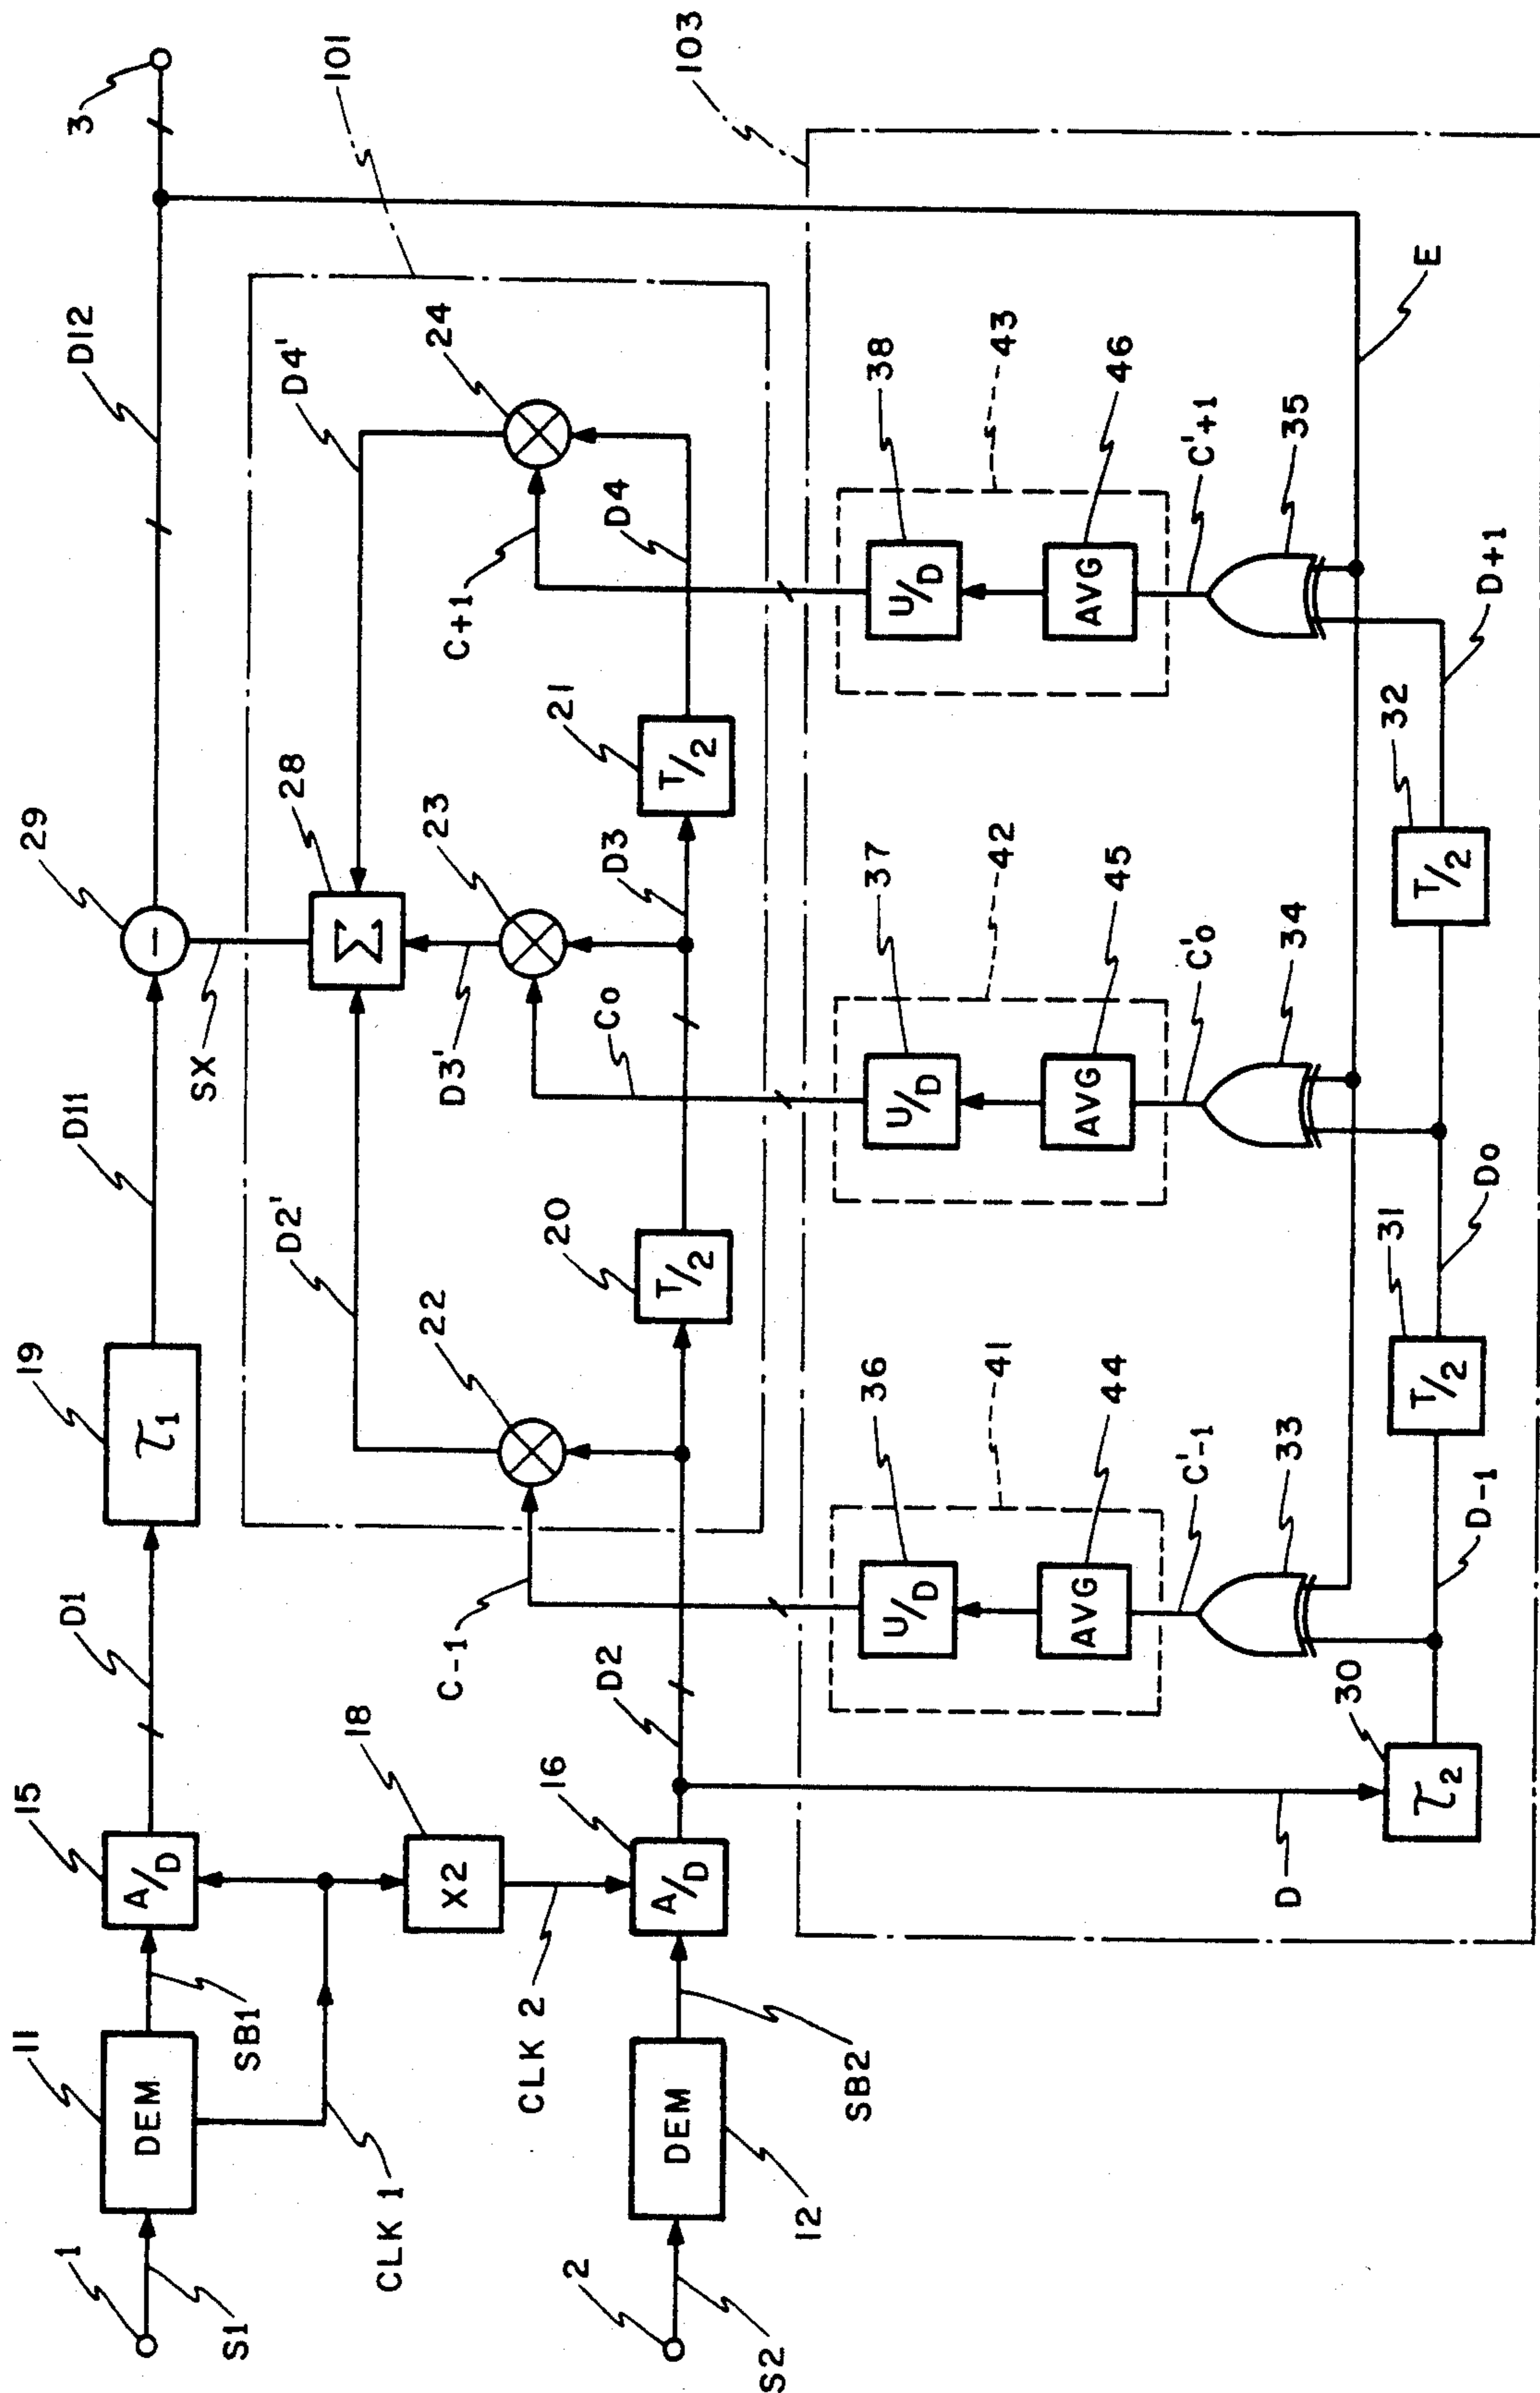 1
S1
11
DEM
SB1
CLK 1
15
A/D
D1
19
τ1
D11
29
−
SX
D12
3
18
X2
CLK 2
2
S2
12
DEM
SB2
16
A/D
D2
C-1
22
D2'
20
T/2
28
Σ
D3'
23
Co
D3
21
T/2
D4'
24
C+1
D4
101
103
36
U/D
41
AVG
44
C'-1
33
37
U/D
42
AVG
45
C'o
34
38
U/D
43
AVG
46
C'+1
35
E
D
30
τ2
D-1
31
T/2
Do
32
T/2
D+1